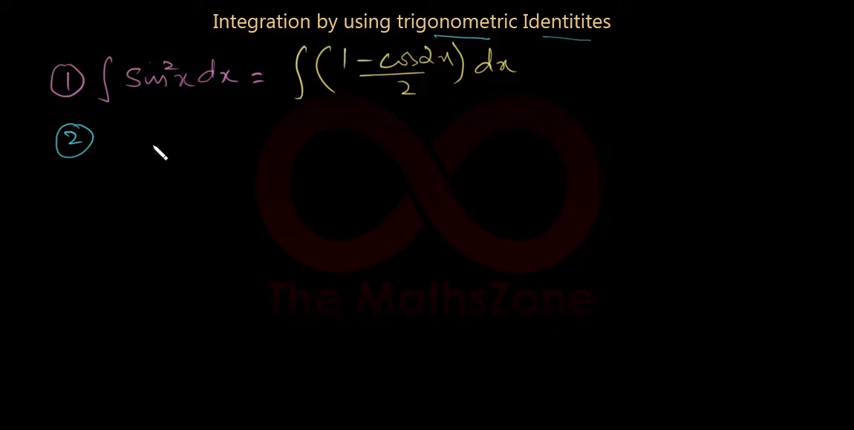 Integration by using trigonometric Identitites
① ∫ Sin²x dx = ∫ (1 - cos2x / 2) dx
②
The MathsZone